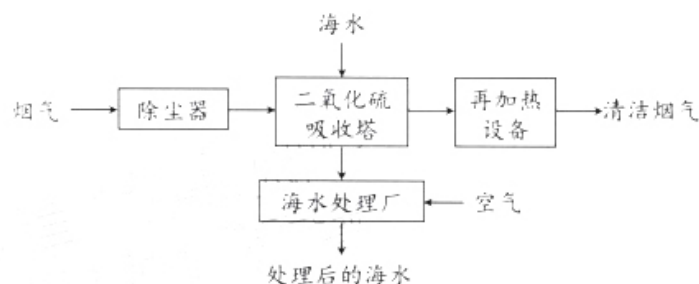 海水
烟气
除尘器
二氧化硫
吸收塔
再加热
设备
清洁烟气
海水处理厂
空气
处理后的海水